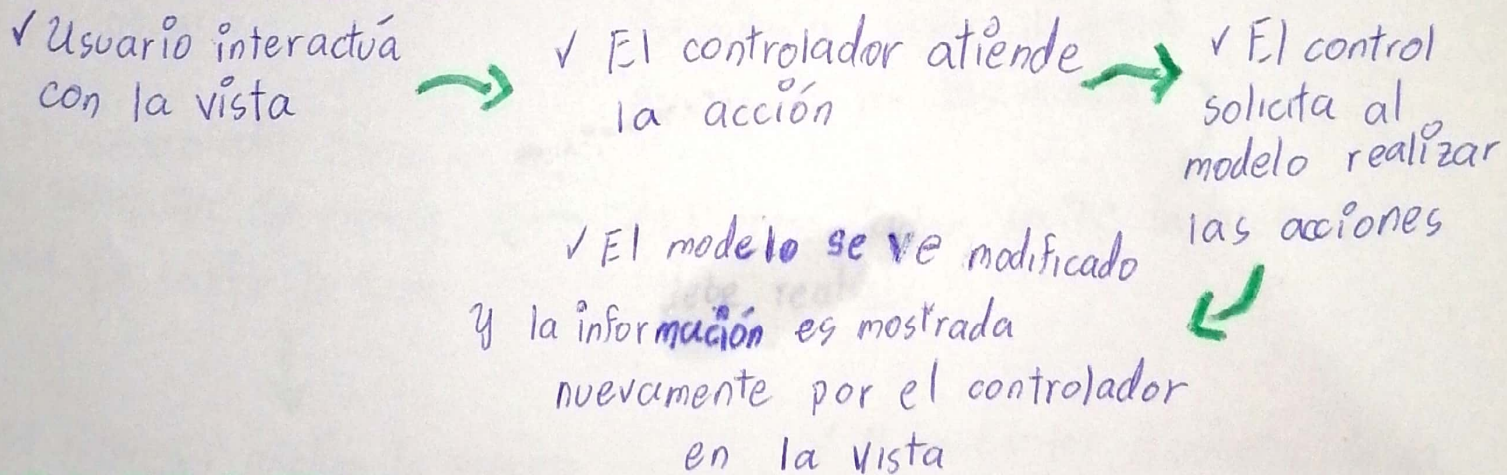 ✓ Usuario interactuá
con la vista
✓ El controlador atiende
la acción
✓ El control
solicita al
modelo realizar
las acciones
✓ El modelo se ve modificado
y la información es mostrada
nuevamente por el controlador
en la vista